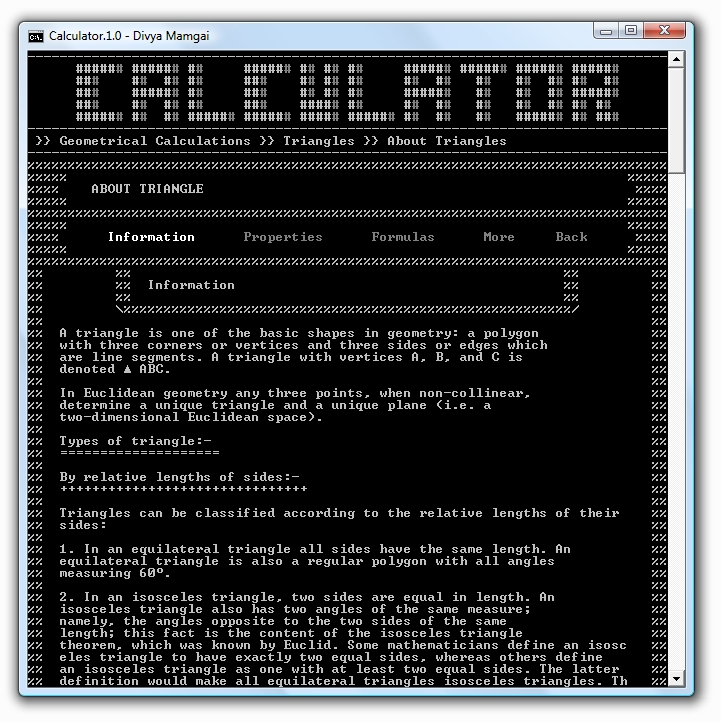 Calculator.1.0 - Divya Mamgai
CALCULATOR
>> Geometrical Calculations >> Triangles >> About Triangles
ABOUT TRIANGLE
Information Properties Formulas More Back
Information
A triangle is one of the basic shapes in geometry: a polygon
with three corners or vertices and three sides or edges which
are line segments. A triangle with vertices A, B, and C is
denoted ▲ ABC.
In Euclidean geometry any three points, when non-collinear,
determine a unique triangle and a unique plane (i.e. a
two-dimensional Euclidean space).
Types of triangle:-
====================
By relative lengths of sides:-
+++++++++++++++++++++++++++++++
Triangles can be classified according to the relative lengths of their
sides:
1. In an equilateral triangle all sides have the same length. An
equilateral triangle is also a regular polygon with all angles
measuring 60º.
2. In an isosceles triangle, two sides are equal in length. An
isosceles triangle also has two angles of the same measure;
namely, the angles opposite to the two sides of the same
length; this fact is the content of the isosceles triangle
theorem, which was known by Euclid. Some mathematicians define an isosc
eles triangle to have exactly two equal sides, whereas others define
an isosceles triangle as one with at least two equal sides. The latter
definition would make all equilateral triangles isosceles triangles. Th